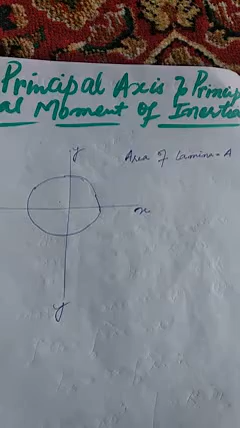 Principal Axis & Princip
al Moment Of Inertia
y
Area of Lamina = A
x
y'